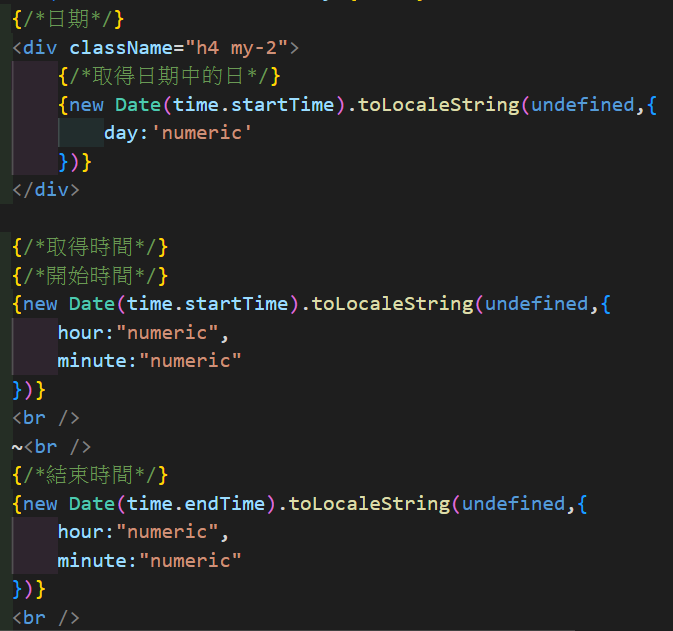 {/*日期*/}
<div className="h4 my-2">
{/*取得日期中的日*/}
{new Date(time.startTime).toLocaleString(undefined,{
day:'numeric'
})}
</div>
{/*取得時間*/}
{/*開始時間*/}
{new Date(time.startTime).toLocaleString(undefined,{
hour:"numeric",
minute:"numeric"
})}
<br />
~<br />
{/*結束時間*/}
{new Date(time.endTime).toLocaleString(undefined,{
hour:"numeric",
minute:"numeric"
})}
<br />